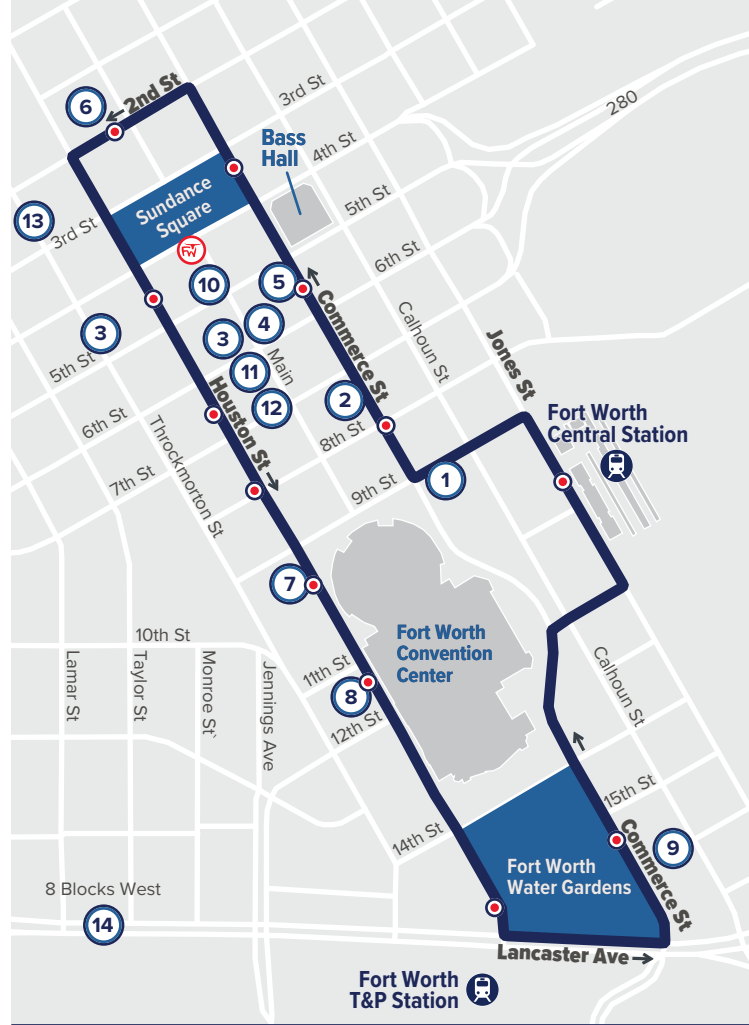 6
2nd St
3rd St
280
Bass
Hall
4th St
Sundance
Square
5th St
13
3rd St
FW
6th St
10
5
3
4
Commerce St
Calhoun St
3
Jones St
5th St
11
Main
Houston St
12
2
Fort Worth
Central Station
6th St
8th St
Throckmorton St
7th St
9th St
1
7
Fort Worth
Convention
Center
10th St
Lamar St
Taylor St
Monroe St`
Jennings Ave
11th St
Calhoun St
8
12th St
15th St
14th St
Commerce St
9
Fort Worth
Water Gardens
8 Blocks West
14
Lancaster Ave
Fort Worth
T&P Station